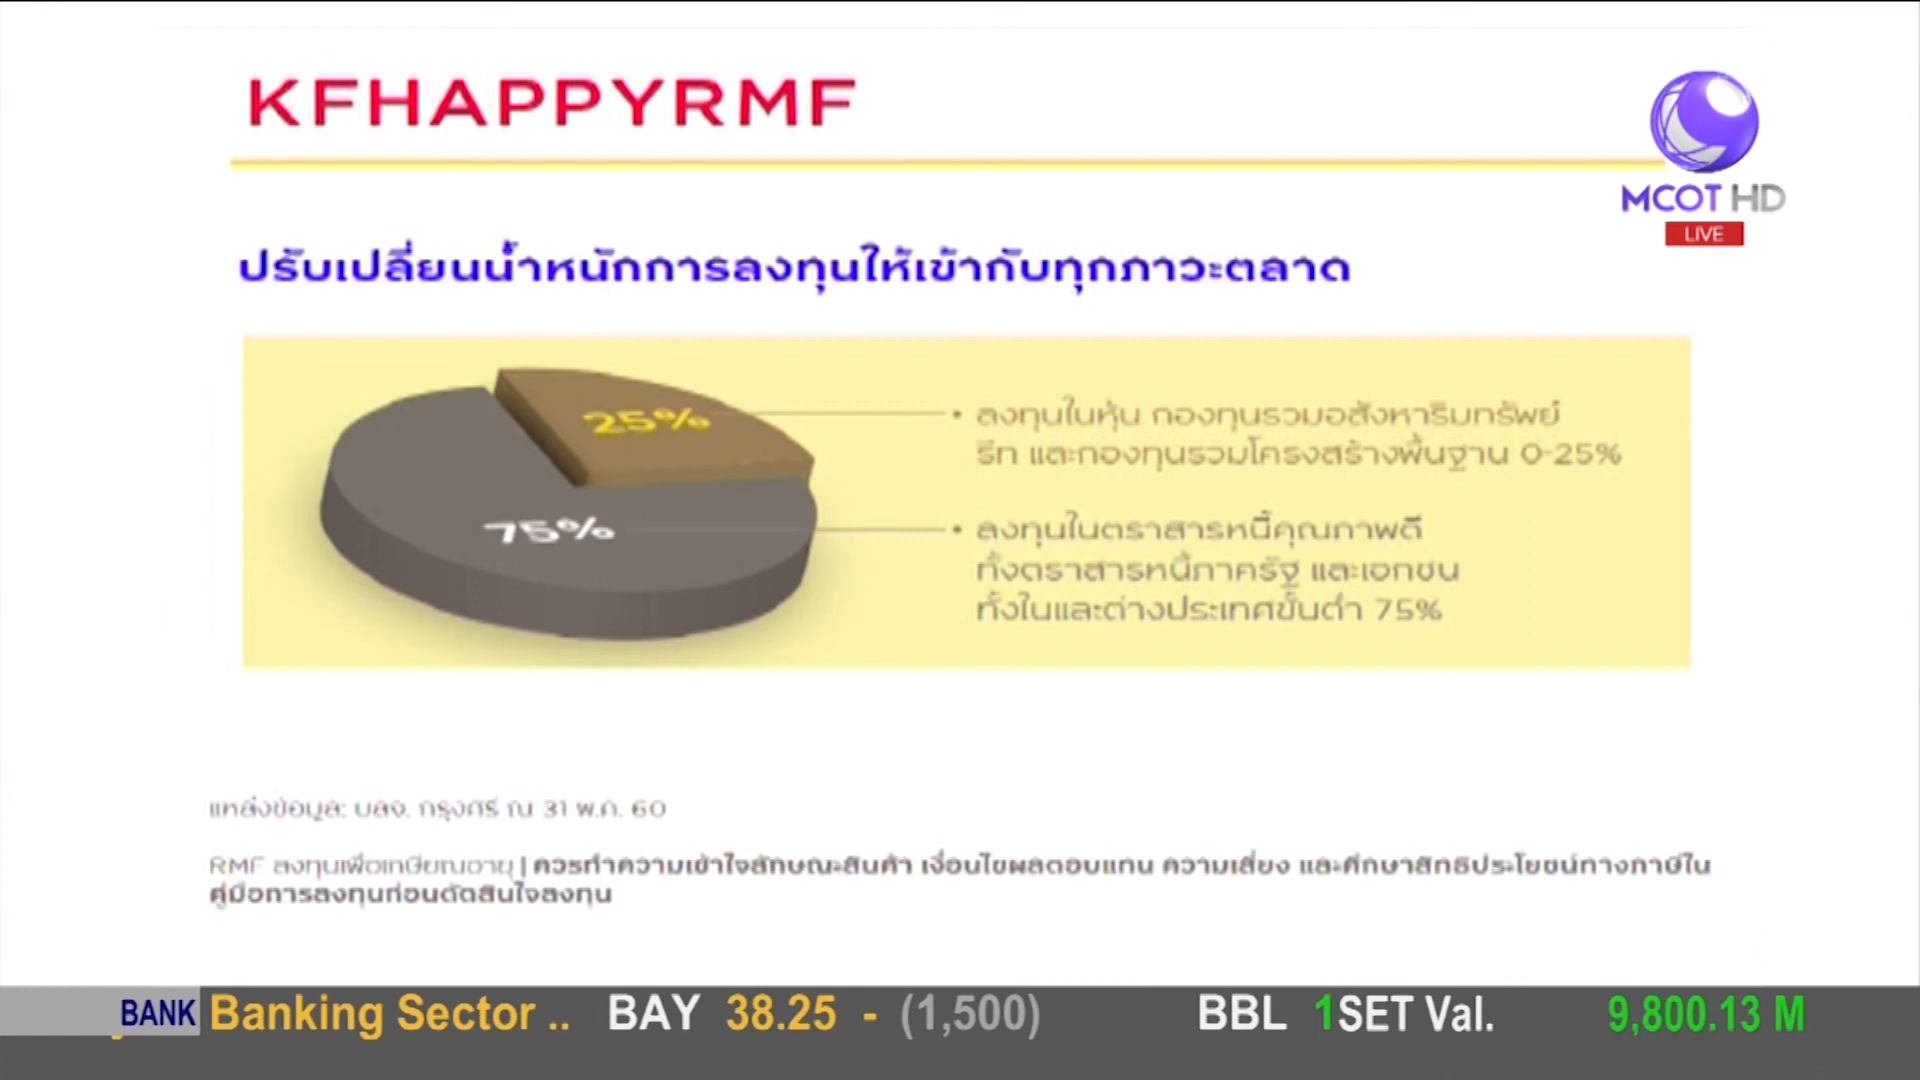 KFHAPPYRMF
MCOT HD
LIVE
ปรับเปลี่ยนน้ำหนักการลงทุนให้เข้ากับทุกภาวะตลาด
25%
• ลงทุนในหุ้น กองทุนรวมอสังหาริมทรัพย์
รีท และกองทุนรวมโครงสร้างพื้นฐาน 0-25%
75%
• ลงทุนในตราสารหนี้คุณภาพดี
ทั้งตราสารหนี้ภาครัฐ และเอกชน
ทั้งในและต่างประเทศขั้นต่ำ 75%
แหล่งข้อมูล: บลจ. กรุงศรี ณ 31 พ.ค. 60
RMF ลงทุนเพื่อเกษียณอายุ | ควรทำความเข้าใจลักษณะสินค้า เงื่อนไขผลตอบแทน ความเสี่ยง และศึกษาสิทธิประโยชน์ทางภาษีใน
คู่มือการลงทุนก่อนตัดสินใจลงทุน
BANK Banking Sector .. BAY 38.25 - (1,500) BBL 1SET Val. 9,800.13 M